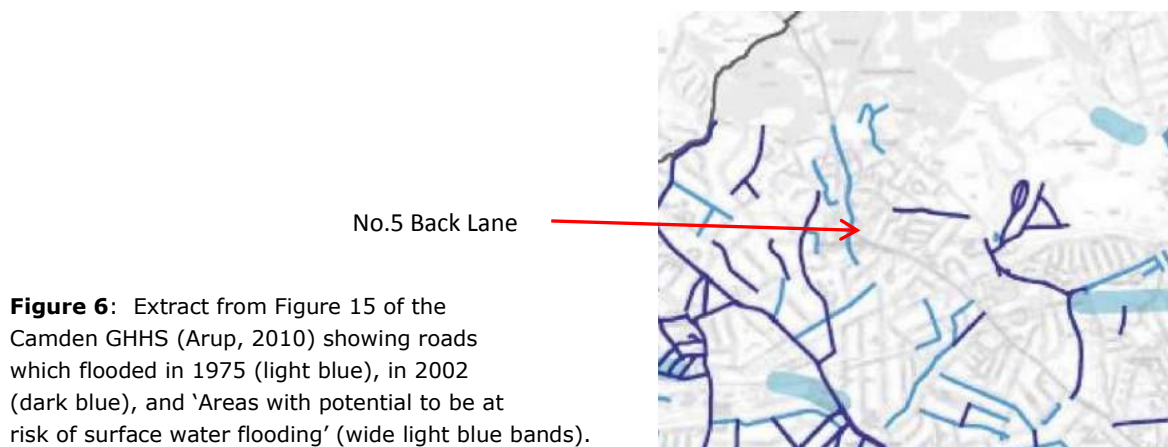 No.5 Back Lane
Figure 6: Extract from Figure 15 of the
Camden GHHS (Arup, 2010) showing roads
which flooded in 1975 (light blue), in 2002
(dark blue), and ‘Areas with potential to be at
risk of surface water flooding’ (wide light blue bands).